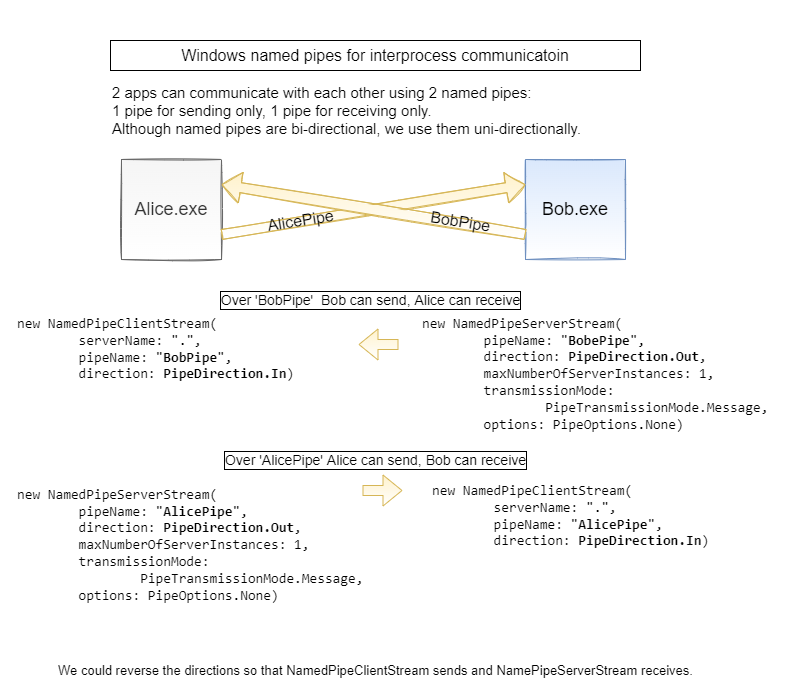 Windows named pipes for interprocess communicatoin
2 apps can communicate with each other using 2 named pipes:
1 pipe for sending only, 1 pipe for receiving only.
Although named pipes are bi-directional, we use them uni-directionally.
Alice.exe
AlicePipe
BobPipe
Bob.exe
Over 'BobPipe' Bob can send, Alice can receive
new NamedPipeClientStream(
serverName: ".",
pipeName: "BobPipe",
direction: PipeDirection.In)
new NamedPipeServerStream(
pipeName: "BobePipe",
direction: PipeDirection.Out,
maxNumberOfServerInstances: 1,
transmissionMode:
PipeTransmissionMode.Message,
options: PipeOptions.None)
Over 'AlicePipe' Alice can send, Bob can receive
new NamedPipeServerStream(
pipeName: "AlicePipe",
direction: PipeDirection.Out,
maxNumberOfServerInstances: 1,
transmissionMode:
PipeTransmissionMode.Message,
options: PipeOptions.None)
new NamedPipeClientStream(
serverName: ".",
pipeName: "AlicePipe",
direction: PipeDirection.In)
We could reverse the directions so that NamedPipeClientStream sends and NamePipeServerStream receives.